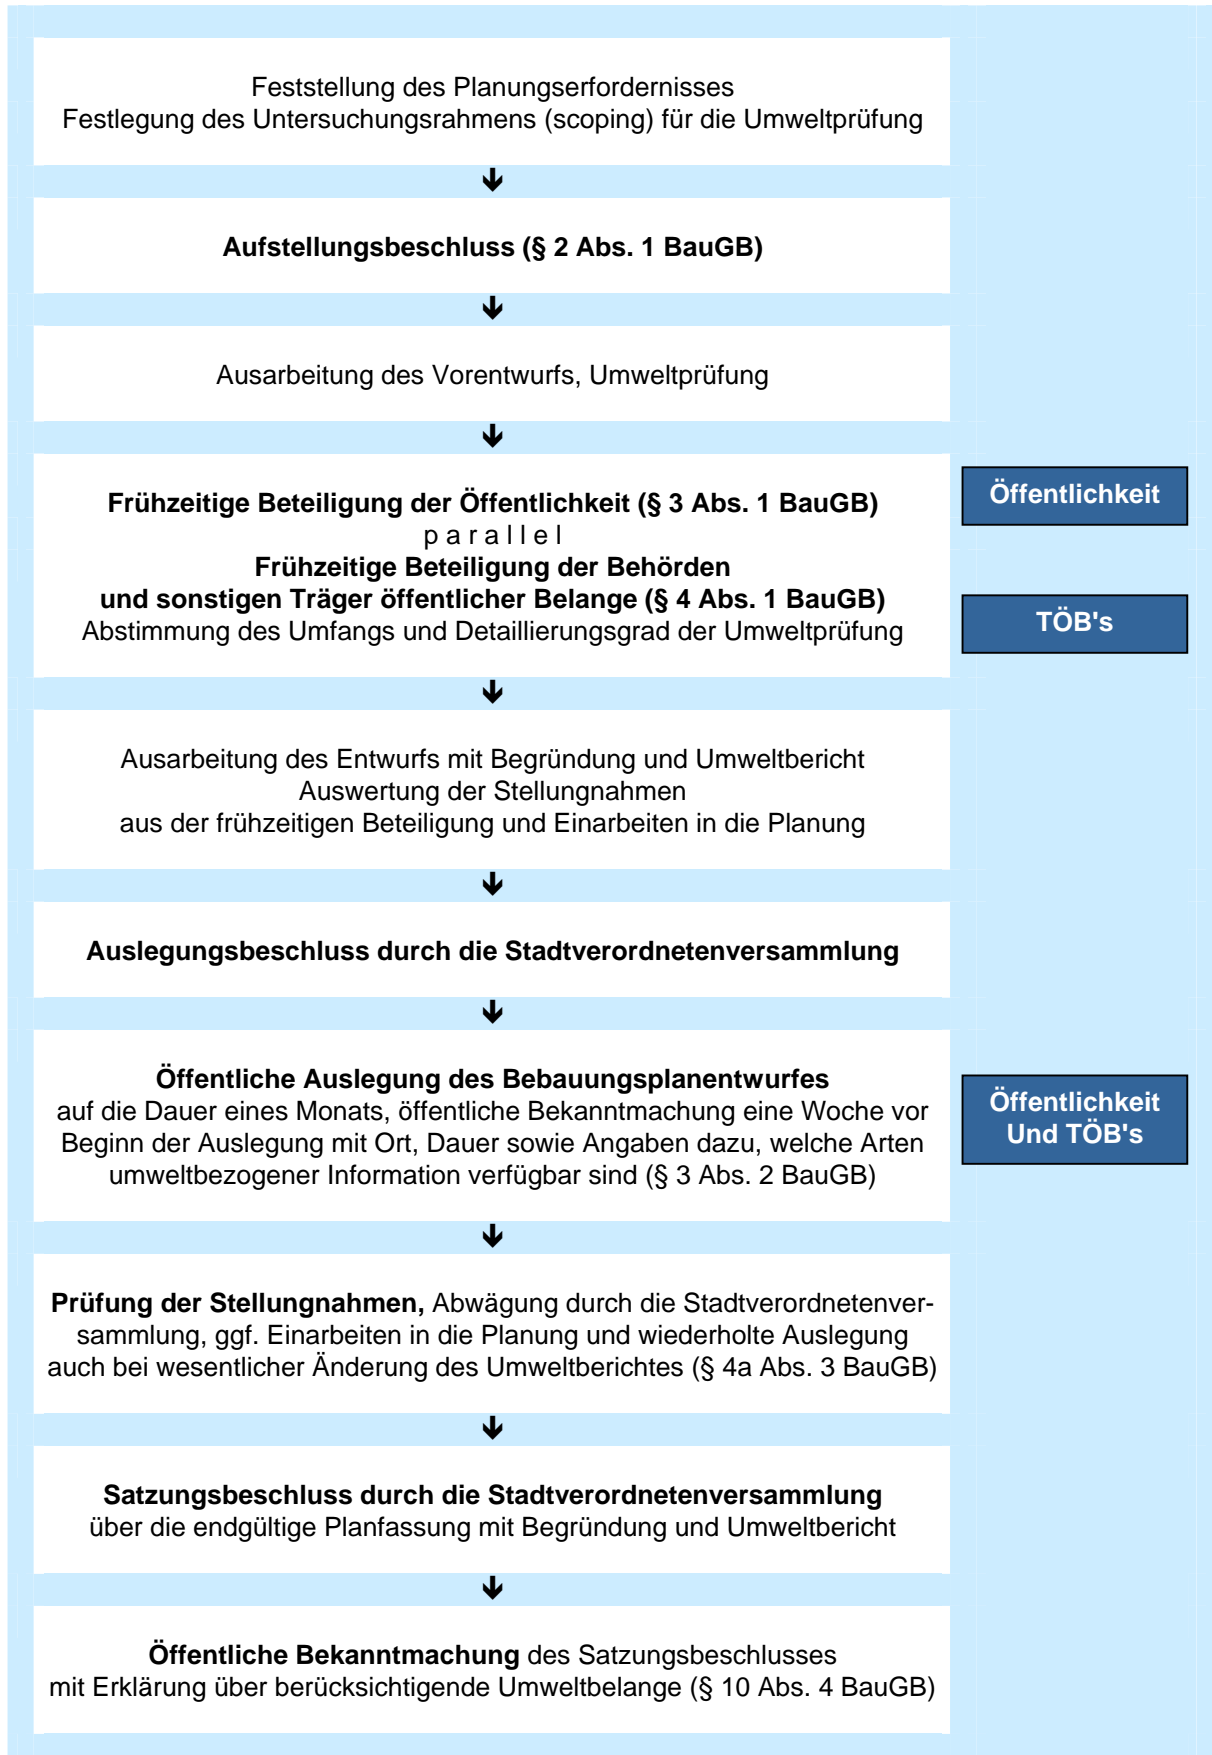 Feststellung des Planungserfordernisses
Festlegung des Untersuchungsrahmens (scoping) für die Umweltprüfung
Aufstellungsbeschluss (§ 2 Abs. 1 BauGB)
Ausarbeitung des Vorentwurfs, Umweltprüfung
Frühzeitige Beteiligung der Öffentlichkeit (§ 3 Abs. 1 BauGB)
p a r a l l e l
Frühzeitige Beteiligung der Behörden
und sonstigen Träger öffentlicher Belange (§ 4 Abs. 1 BauGB)
Abstimmung des Umfangs und Detaillierungsgrad der Umweltprüfung
Öffentlichkeit
TÖB's
Ausarbeitung des Entwurfs mit Begründung und Umweltbericht
Auswertung der Stellungnahmen
aus der frühzeitigen Beteiligung und Einarbeiten in die Planung
Auslegungsbeschluss durch die Stadtverordnetenversammlung
Öffentliche Auslegung des Bebauungsplanentwurfes
auf die Dauer eines Monats, öffentliche Bekanntmachung eine Woche vor
Beginn der Auslegung mit Ort, Dauer sowie Angaben dazu, welche Arten
umweltbezogener Information verfügbar sind (§ 3 Abs. 2 BauGB)
Öffentlichkeit
Und TÖB's
Prüfung der Stellungnahmen, Abwägung durch die Stadtverordnetenver-
sammlung, ggf. Einarbeiten in die Planung und wiederholte Auslegung
auch bei wesentlicher Änderung des Umweltberichtes (§ 4a Abs. 3 BauGB)
Satzungsbeschluss durch die Stadtverordnetenversammlung
über die endgültige Planfassung mit Begründung und Umweltbericht
Öffentliche Bekanntmachung des Satzungsbeschlusses
mit Erklärung über berücksichtigende Umweltbelange (§ 10 Abs. 4 BauGB)